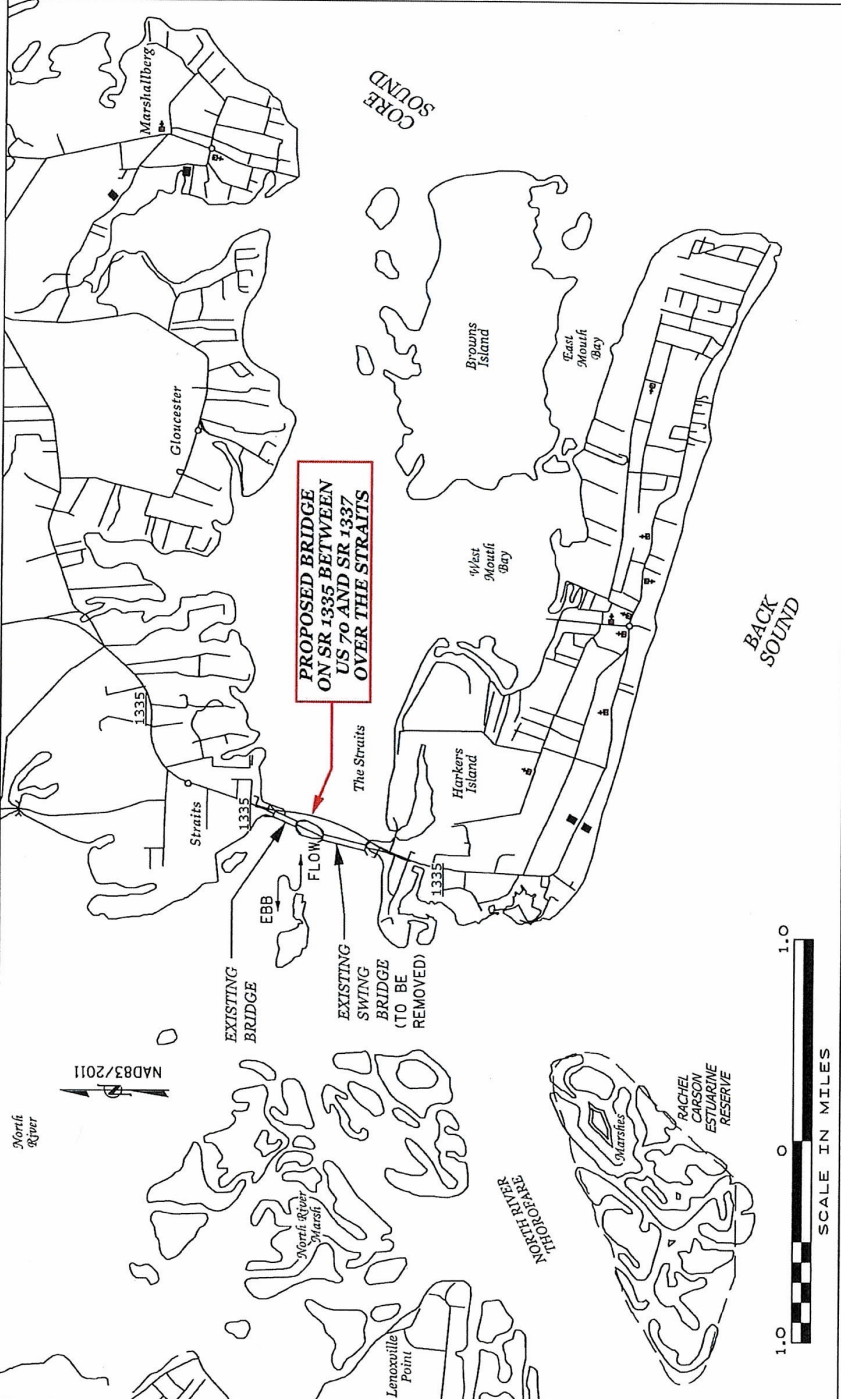 Marshallberg
CORE
SOUND
Gloucester
Browns
Island
East
Mouth
Bay
PROPOSED BRIDGE
ON SR 1335 BETWEEN
US 70 AND SR 1337
OVER THE STRAITS
West
Mouth
Bay
BACK
SOUND
1335
The Straits
Straits
1335
Harkers
Island
1335
EBB
FLOW
EXISTING
BRIDGE
EXISTING
SWING
BRIDGE
(TO BE
REMOVED)
NAD83/2011
N
North
River
North River
Marsh
NORTH RIVER
THOROFARE
Marshes
RACHEL
CARSON
ESTUARINE
RESERVE
Lenoxville
Point
1.0
0
1.0
SCALE IN MILES